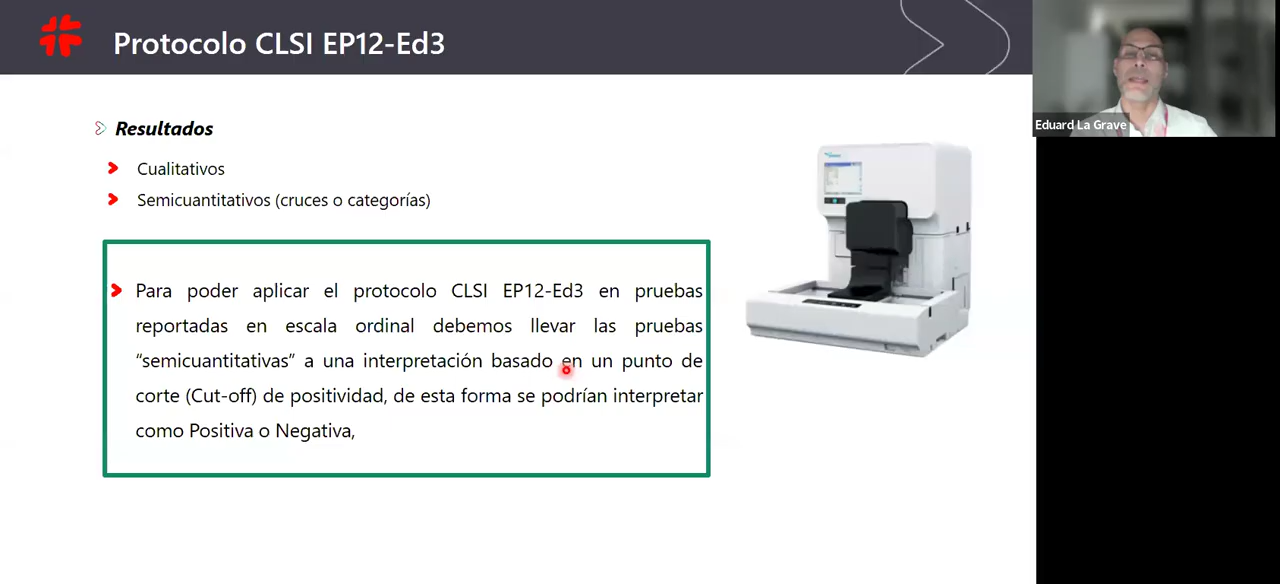 Protocolo CLSI EP12-Ed3
Eduard La Grave
Resultados
Cualitativos
Semicuantitativos (cruces o categorías)
Para poder aplicar el protocolo CLSI EP12-Ed3 en pruebas
reportadas en escala ordinal debemos llevar las pruebas
“semicuantitativas” a una interpretación basado en un punto de
corte (Cut-off) de positividad, de esta forma se podrían interpretar
como Positiva o Negativa,